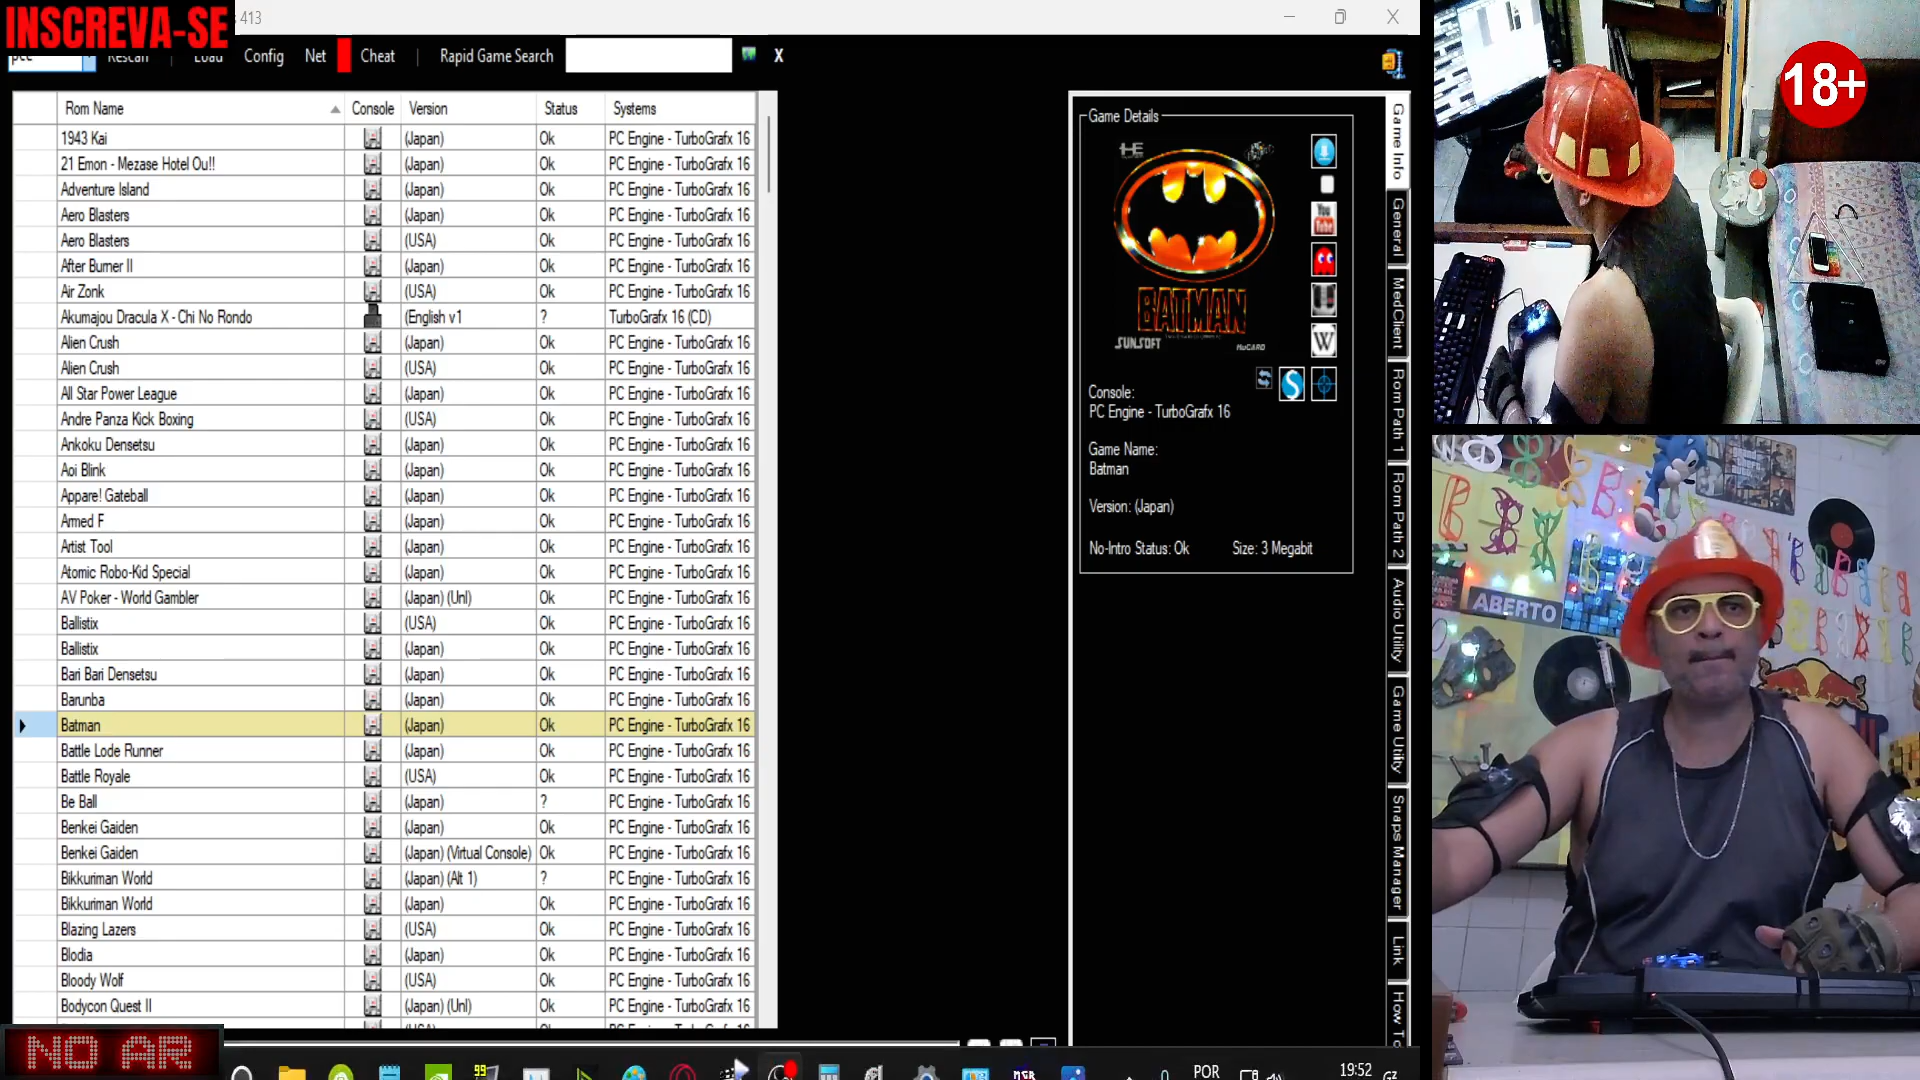 INSCREVA-SE
413
pce Rescan | Load Config Net Cheat | Rapid Game Search X
Rom Name Console Version Status Systems
1943 Kai (Japan) Ok PC Engine - TurboGrafx 16
21 Emon - Mezase Hotel Ou!! (Japan) Ok PC Engine - TurboGrafx 16
Adventure Island (Japan) Ok PC Engine - TurboGrafx 16
Aero Blasters (Japan) Ok PC Engine - TurboGrafx 16
Aero Blasters (USA) Ok PC Engine - TurboGrafx 16
After Burner II (Japan) Ok PC Engine - TurboGrafx 16
Air Zonk (USA) Ok PC Engine - TurboGrafx 16
Akumajou Dracula X - Chi No Rondo (English v1 ? TurboGrafx 16 (CD)
Alien Crush (Japan) Ok PC Engine - TurboGrafx 16
Alien Crush (USA) Ok PC Engine - TurboGrafx 16
All Star Power League (Japan) Ok PC Engine - TurboGrafx 16
Andre Panza Kick Boxing (USA) Ok PC Engine - TurboGrafx 16
Ankoku Densetsu (Japan) Ok PC Engine - TurboGrafx 16
Aoi Blink (Japan) Ok PC Engine - TurboGrafx 16
Appare! Gateball (Japan) Ok PC Engine - TurboGrafx 16
Armed F (Japan) Ok PC Engine - TurboGrafx 16
Artist Tool (Japan) Ok PC Engine - TurboGrafx 16
Atomic Robo-Kid Special (Japan) Ok PC Engine - TurboGrafx 16
AV Poker - World Gambler (Japan) (Unl) Ok PC Engine - TurboGrafx 16
Ballistix (USA) Ok PC Engine - TurboGrafx 16
Ballistix (Japan) Ok PC Engine - TurboGrafx 16
Bari Bari Densetsu (Japan) Ok PC Engine - TurboGrafx 16
Barunba (Japan) Ok PC Engine - TurboGrafx 16
Batman (Japan) Ok PC Engine - TurboGrafx 16
Battle Lode Runner (Japan) Ok PC Engine - TurboGrafx 16
Battle Royale (USA) Ok PC Engine - TurboGrafx 16
Be Ball (Japan) ? PC Engine - TurboGrafx 16
Benkei Gaiden (Japan) Ok PC Engine - TurboGrafx 16
Benkei Gaiden (Japan) (Virtual Console) Ok PC Engine - TurboGrafx 16
Bikkuriman World (Japan) (Alt 1) ? PC Engine - TurboGrafx 16
Bikkuriman World (Japan) Ok PC Engine - TurboGrafx 16
Blazing Lazers (USA) Ok PC Engine - TurboGrafx 16
Blodia (Japan) Ok PC Engine - TurboGrafx 16
Bloody Wolf (USA) Ok PC Engine - TurboGrafx 16
Bodycon Quest II (Japan) (Unl) Ok PC Engine - TurboGrafx 16
Game Details
BATMAN
SUNSOFT HuCARD
You Tube
W
S
Console:
PC Engine - TurboGrafx 16
Game Name:
Batman
Version: (Japan)
No-Intro Status: Ok Size: 3 Megabit
Game Info
General
MedClient
Rom Path 1
Rom Path 2
Audio Utility
Game Utility
Snaps Manager
Link
How To
18+
ABERTO
Red Bull
NO AR
99
POR
19:52